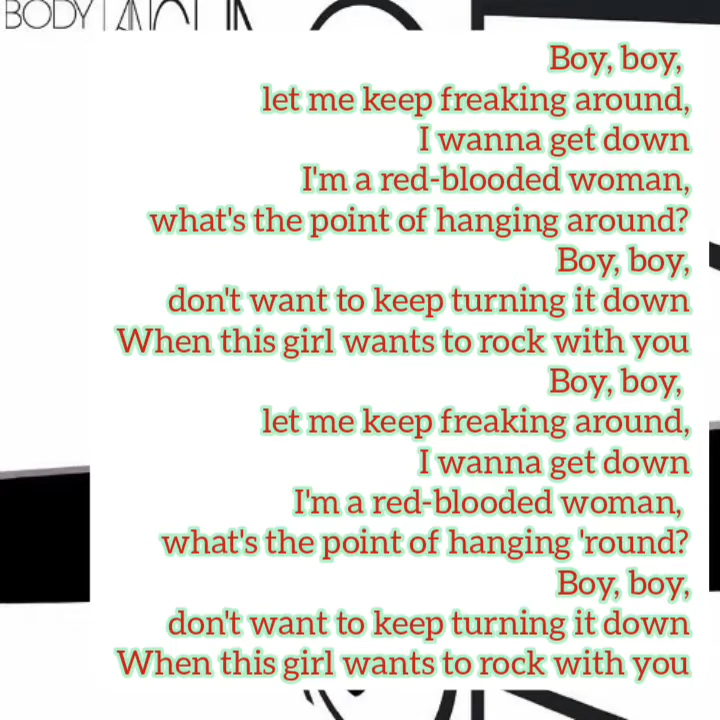 BODY
Boy, boy,
let me keep freaking around,
I wanna get down
I'm a red-blooded woman,
what's the point of hanging around?
Boy, boy,
don't want to keep turning it down
When this girl wants to rock with you
Boy, boy,
let me keep freaking around,
I wanna get down
I'm a red-blooded woman,
what's the point of hanging 'round?
Boy, boy,
don't want to keep turning it down
When this girl wants to rock with you